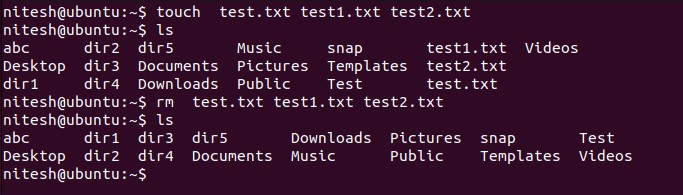 nitesh@ubuntu:~$ touch  test.txt test1.txt test2.txt
nitesh@ubuntu:~$ ls
abc      dir2  dir5       Music     snap       test1.txt  Videos
Desktop  dir3  Documents  Pictures  Templates  test2.txt
dir1     dir4  Downloads  Public    Test       test.txt
nitesh@ubuntu:~$ rm  test.txt test1.txt test2.txt
nitesh@ubuntu:~$ ls
abc      dir1  dir3  dir5       Downloads  Pictures  snap       Test
Desktop  dir2  dir4  Documents  Music      Public    Templates  Videos
nitesh@ubuntu:~$